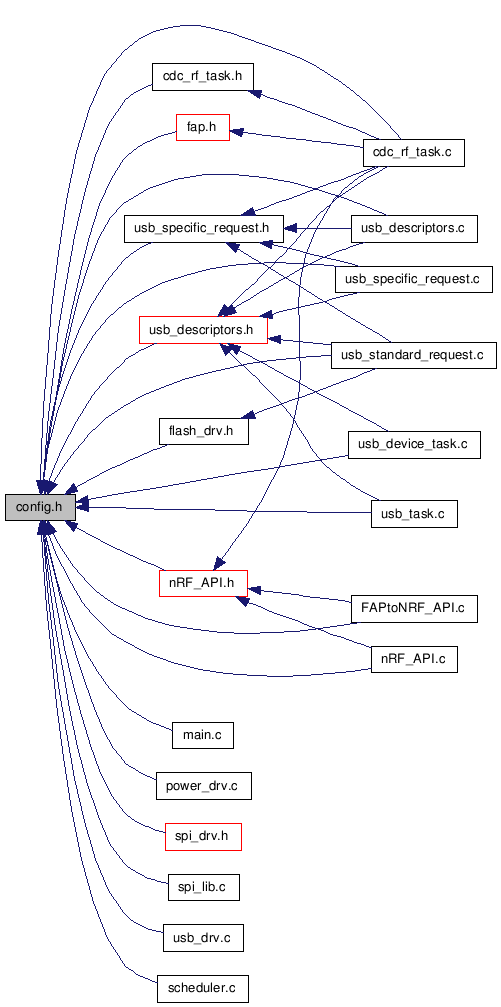 cdc_rf_task.h
fap.h
cdc_rf_task.c
usb_specific_request.h
usb_descriptors.c
usb_specific_request.c
usb_descriptors.h
usb_standard_request.c
flash_drv.h
usb_device_task.c
config.h
usb_task.c
nRF_API.h
FAPtoNRF_API.c
nRF_API.c
main.c
power_drv.c
spi_drv.h
spi_lib.c
usb_drv.c
scheduler.c